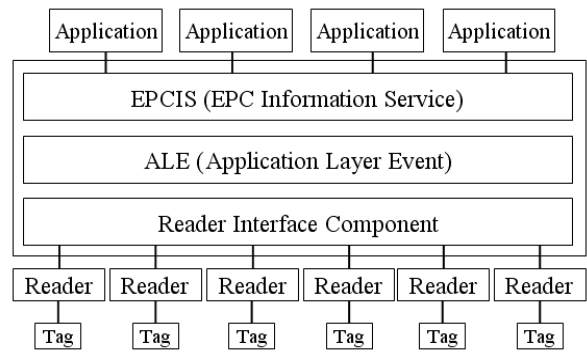 Application Application Application Application
EPCIS (EPC Information Service)
ALE (Application Layer Event)
Reader Interface Component
Reader Reader Reader Reader Reader Reader
Tag Tag Tag Tag Tag Tag